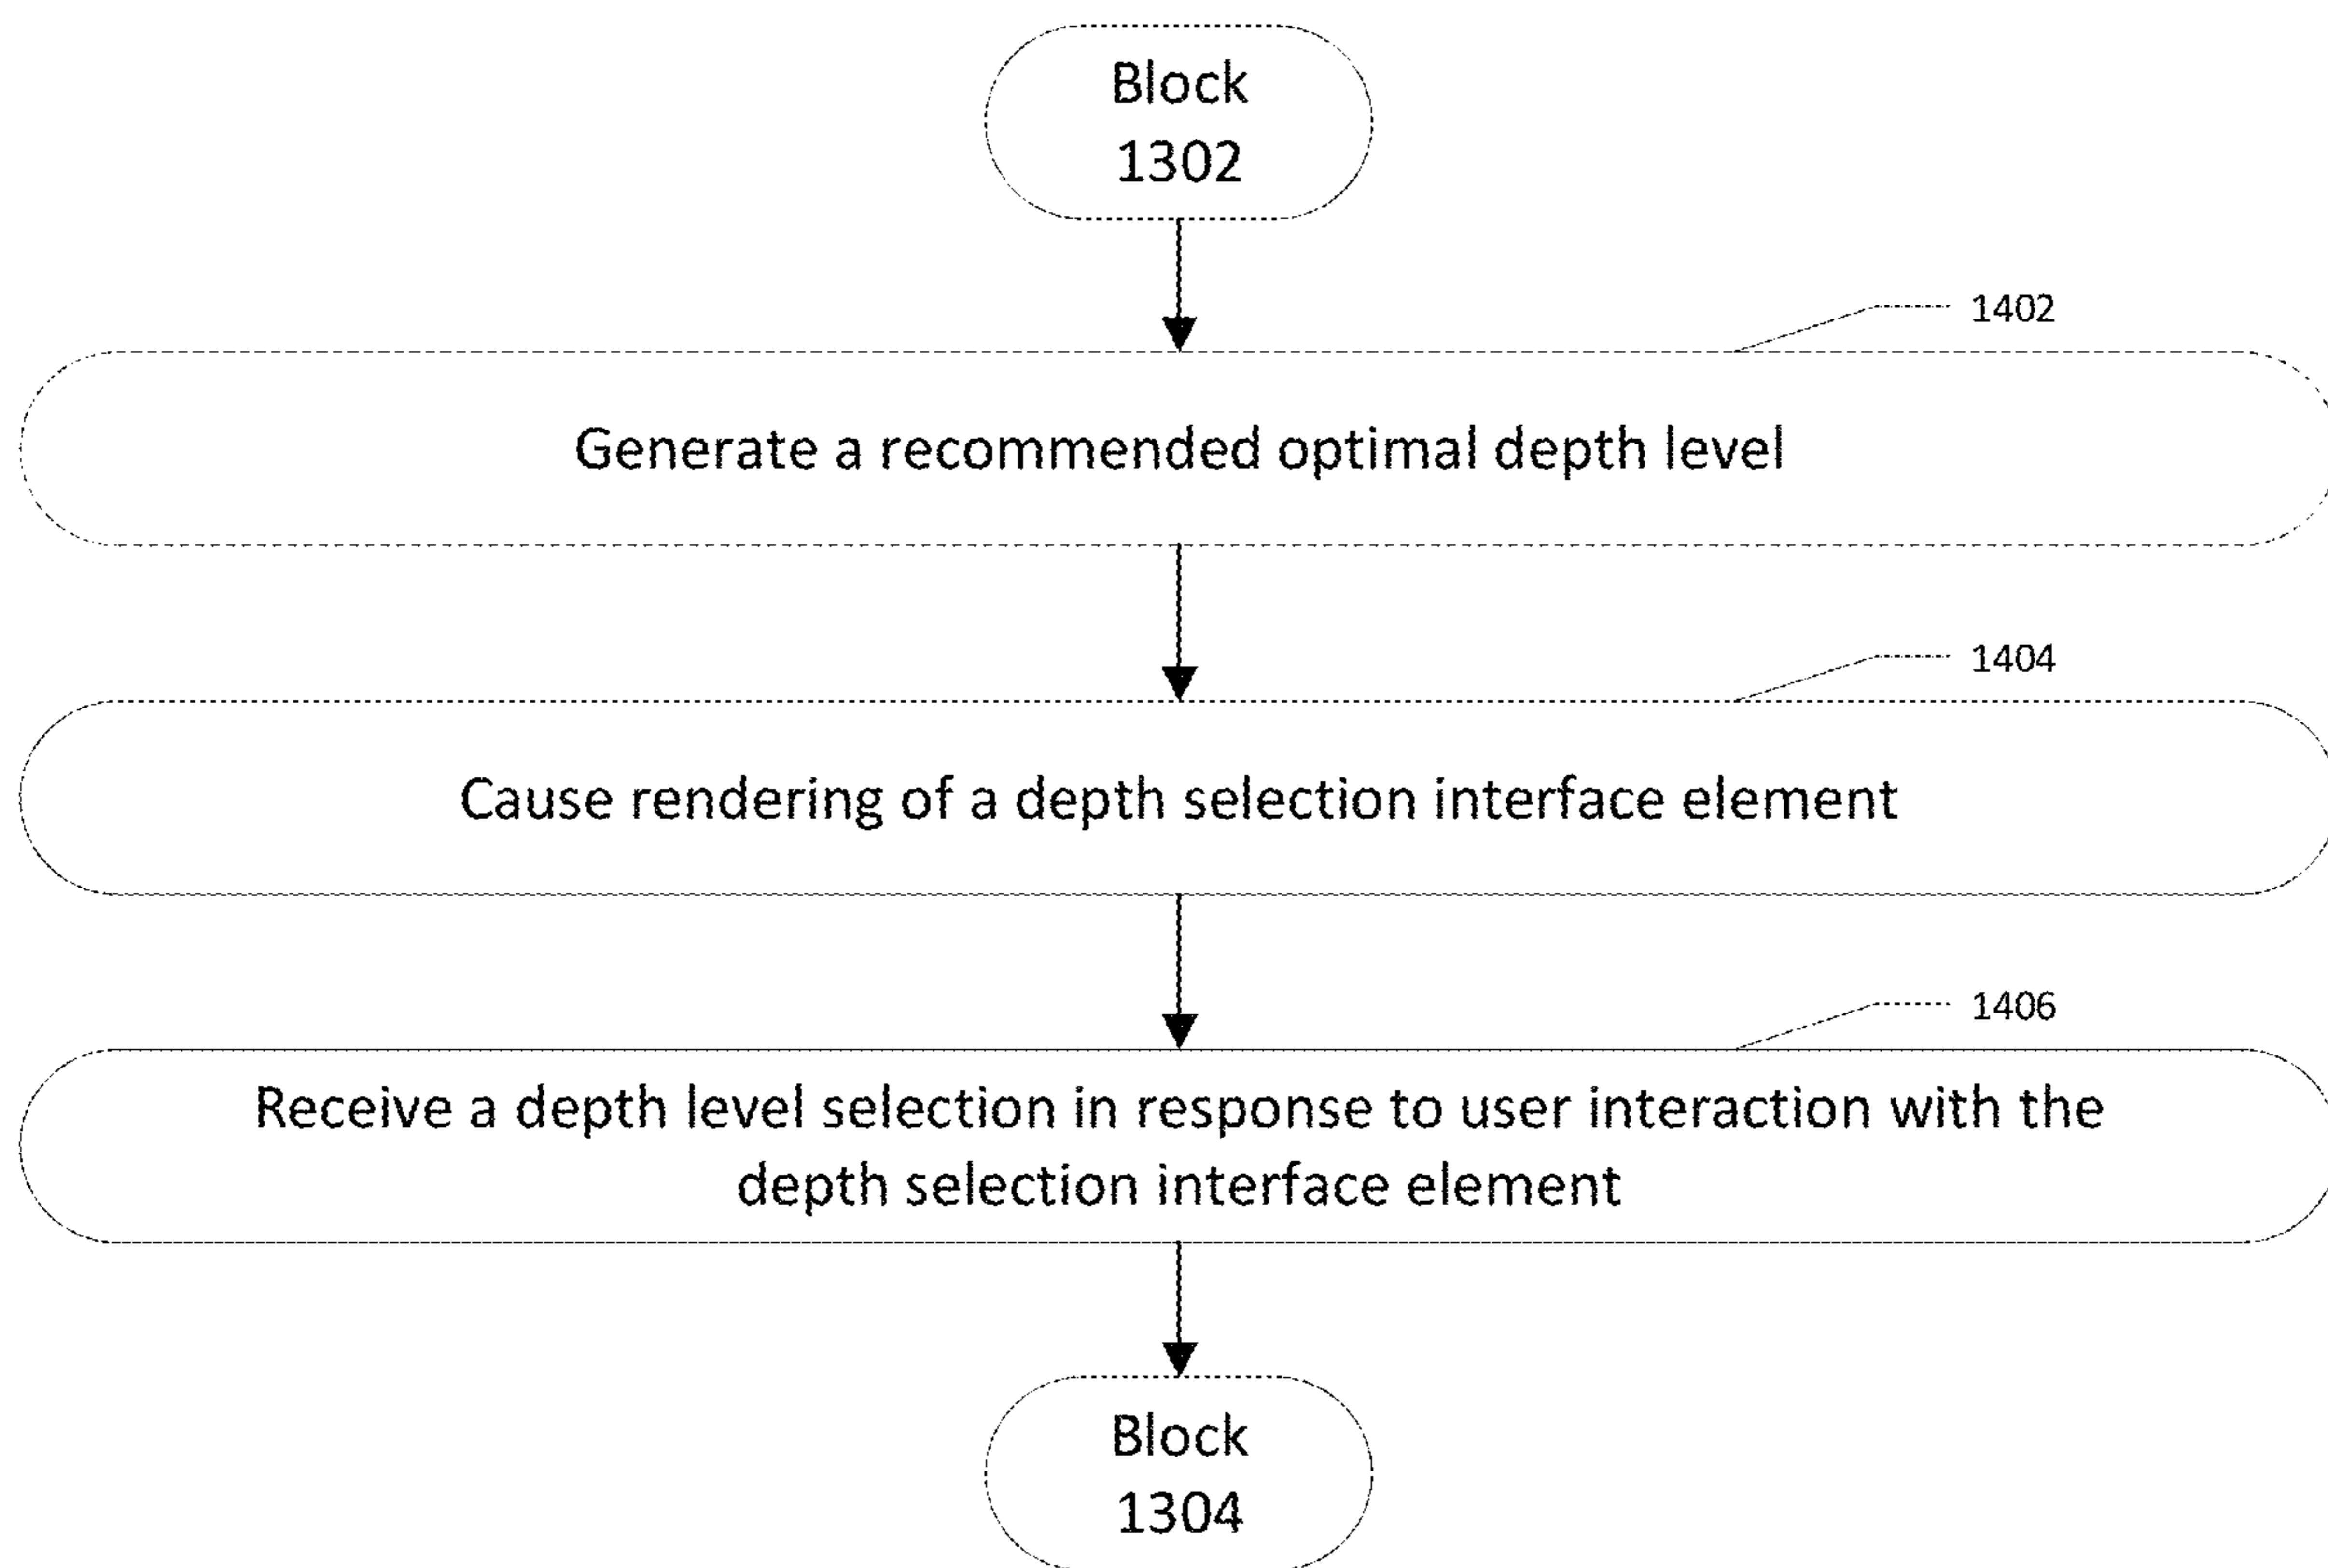 Block
1302
1402
Generate a recommended optimal depth level
1404
Cause rendering of a depth selection interface element
1406
Receive a depth level selection in response to user interaction with the
depth selection interface element
Block
1304